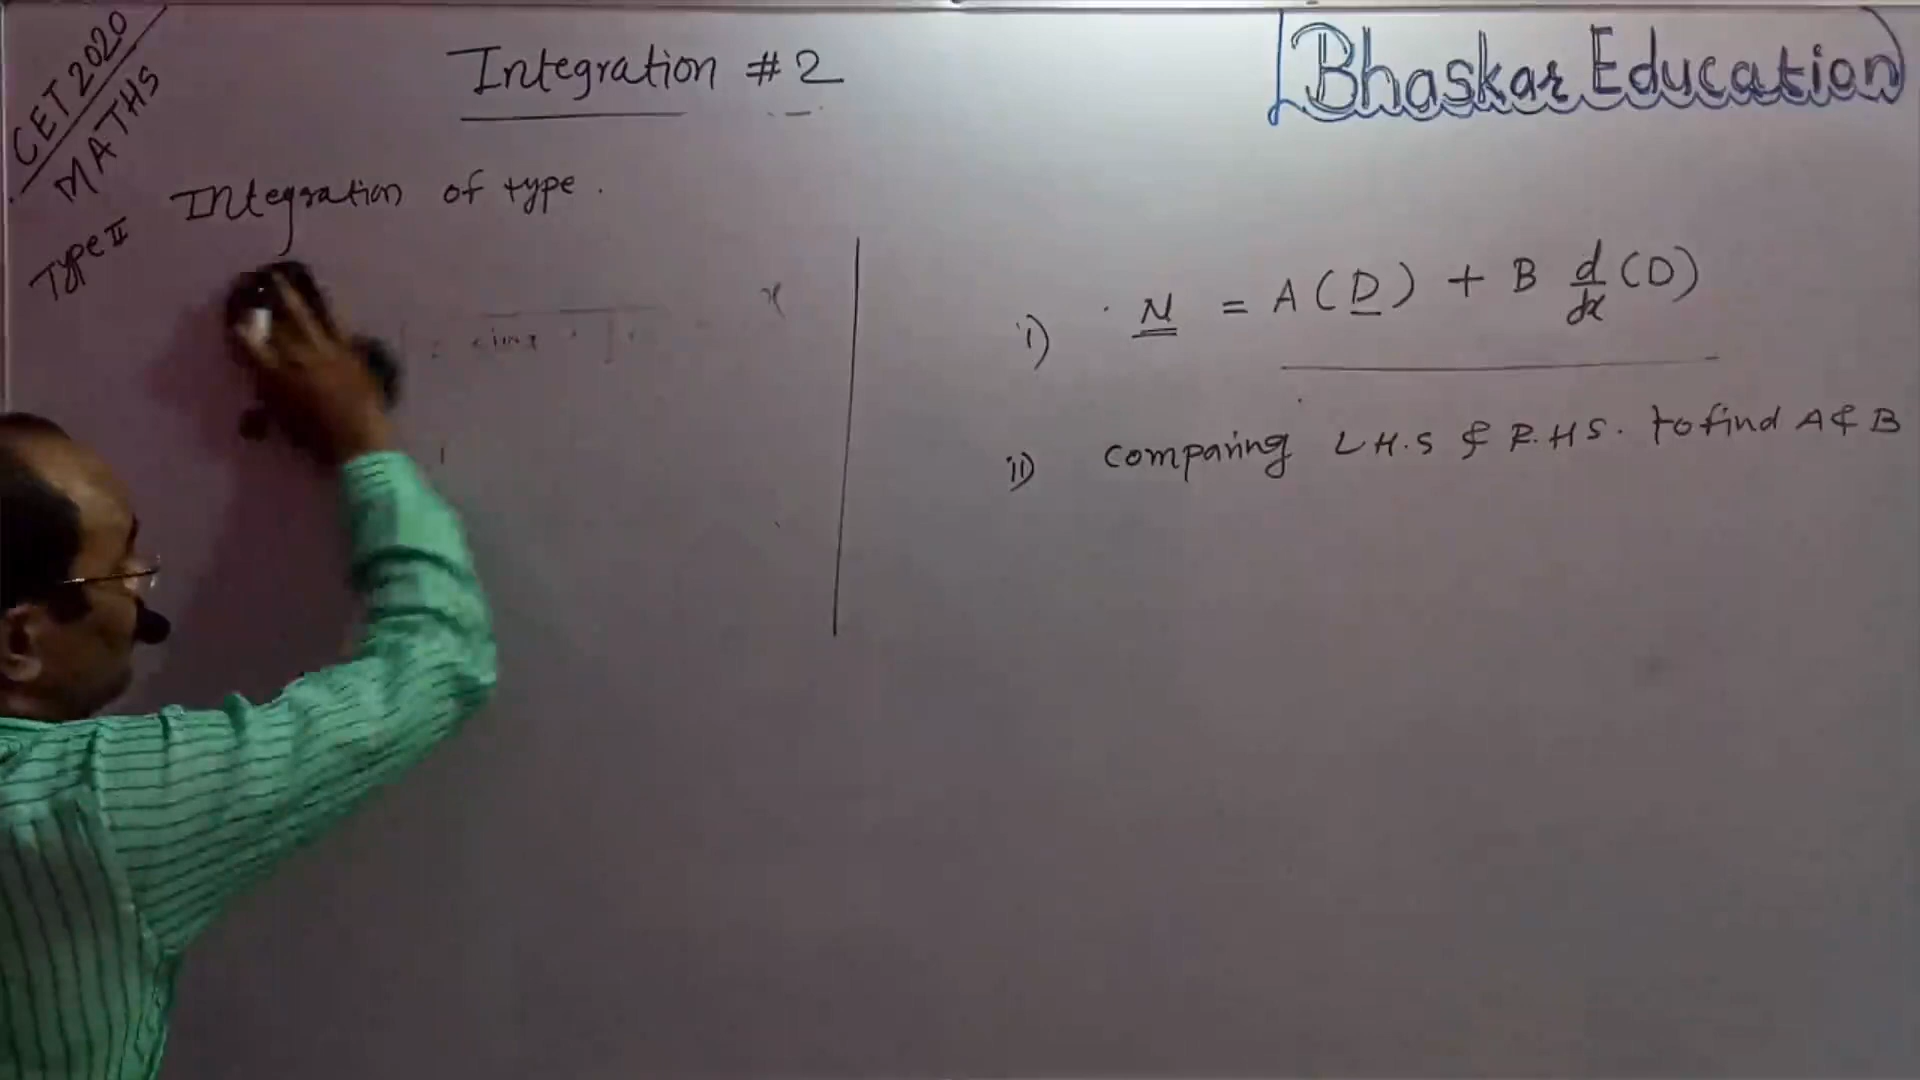 CET 2020
MATHS
Integration #2
Bhaskar Education
Type II
Integration of type.
i) N = A(D) + B d/dx (D)
ii) comparing L.H.S & R.H.S. to find A & B